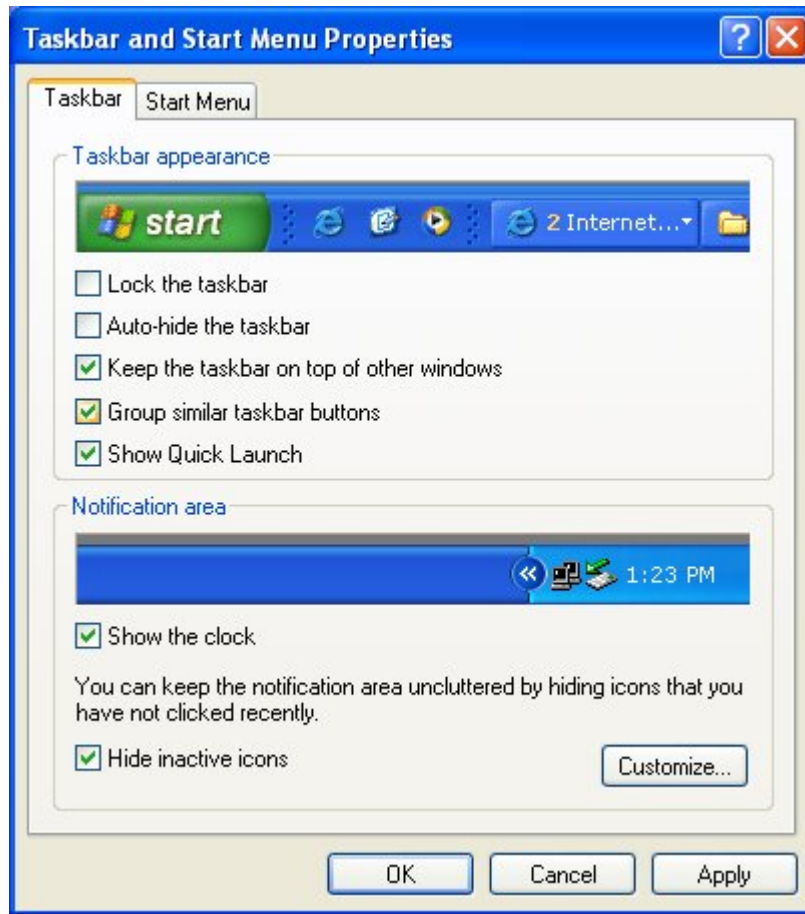 Taskbar and Start Menu Properties
Taskbar
Start Menu
Taskbar appearance
start
2 Internet...
Lock the taskbar
Auto-hide the taskbar
Keep the taskbar on top of other windows
Group similar taskbar buttons
Show Quick Launch
Notification area
1:23 PM
Show the clock
You can keep the notification area uncluttered by hiding icons that you
have not clicked recently.
Hide inactive icons
Customize...
OK
Cancel
Apply